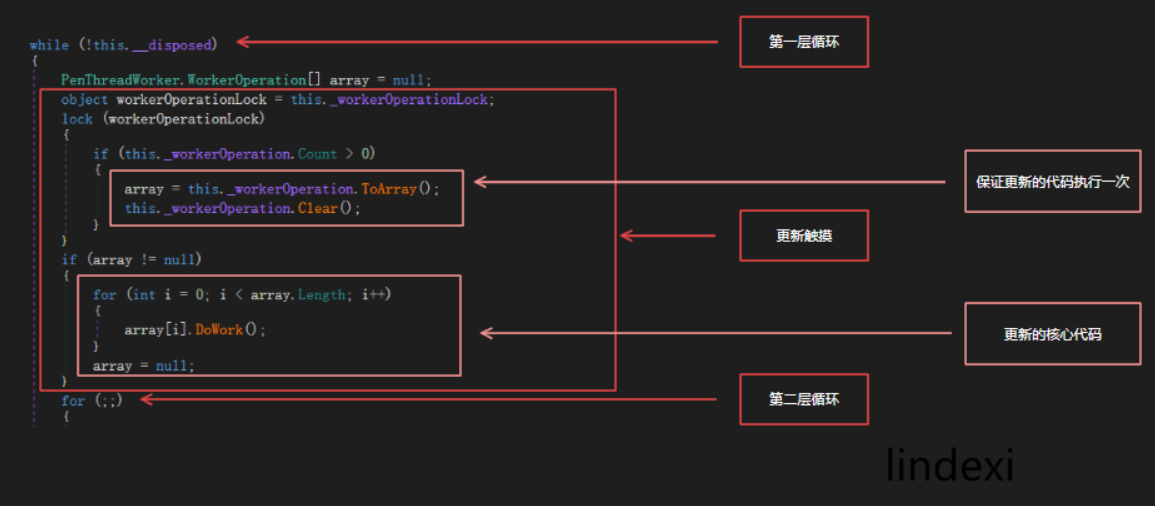 while (!this.__disposed)
第一层循环
{
PenThreadWorker.WorkerOperation[] array = null;
object workerOperationLock = this._workerOperationLock;
lock (workerOperationLock)
{
if (this._workerOperation.Count > 0)
{
array = this._workerOperation.ToArray();
保证更新的代码执行一次
this._workerOperation.Clear();
}
更新触摸
}
if (array != null)
{
for (int i = 0; i < array.Length; i++)
{
array[i].DoWork();
更新的核心代码
}
array = null;
}
for (;;)
第二层循环
{
lindexi